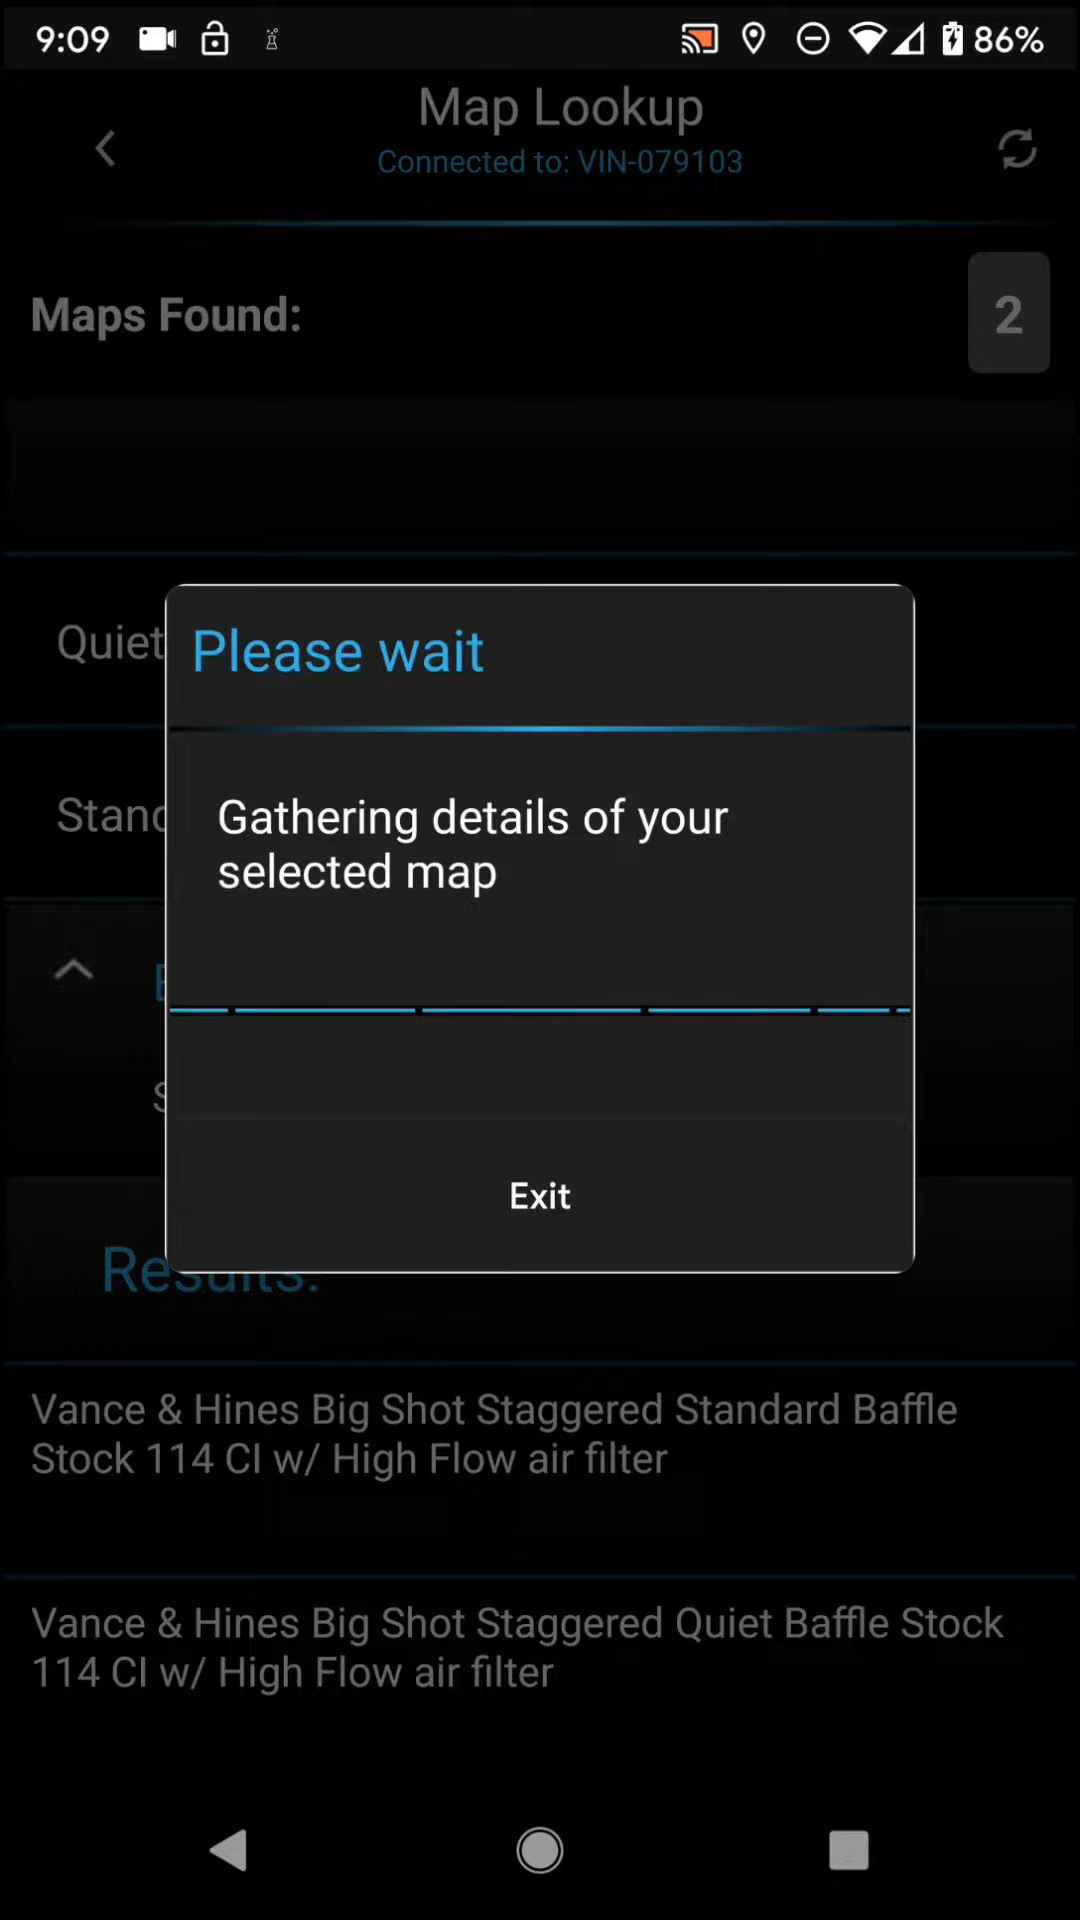 9:09
86%
Map Lookup
Connected to: VIN-079103
Maps Found:
2
Quiet
Please wait
Gathering details of your
selected map
Exit
Results:
Vance & Hines Big Shot Staggered Standard Baffle
Stock 114 CI w/ High Flow air filter
Vance & Hines Big Shot Staggered Quiet Baffle Stock
114 CI w/ High Flow air filter